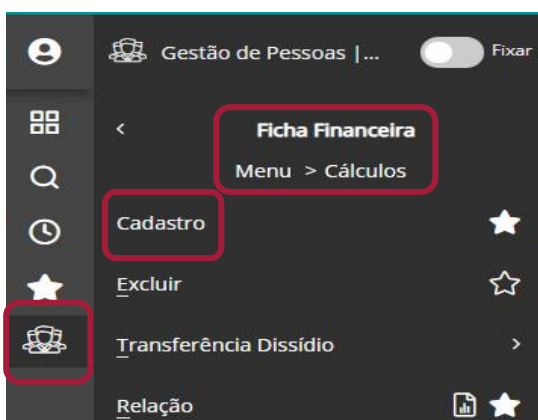 Gestão de Pessoas |... Fixar
Ficha Financeira
Menu > Cálculos
Cadastro
Excluir
Transferência Dissídio
Relação